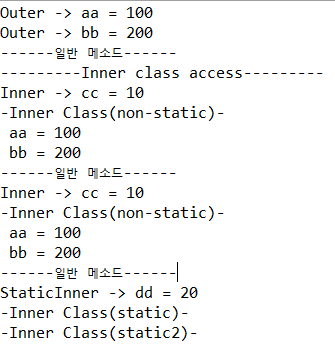 Outer -> aa = 100
Outer -> bb = 200
------일반 메소드------
---------Inner class access---------
Inner -> cc = 10
-Inner Class(non-static)-
 aa = 100
 bb = 200
------일반 메소드------
Inner -> cc = 10
-Inner Class(non-static)-
 aa = 100
 bb = 200
------일반 메소드------
StaticInner -> dd = 20
-Inner Class(static)-
-Inner Class(static2)-